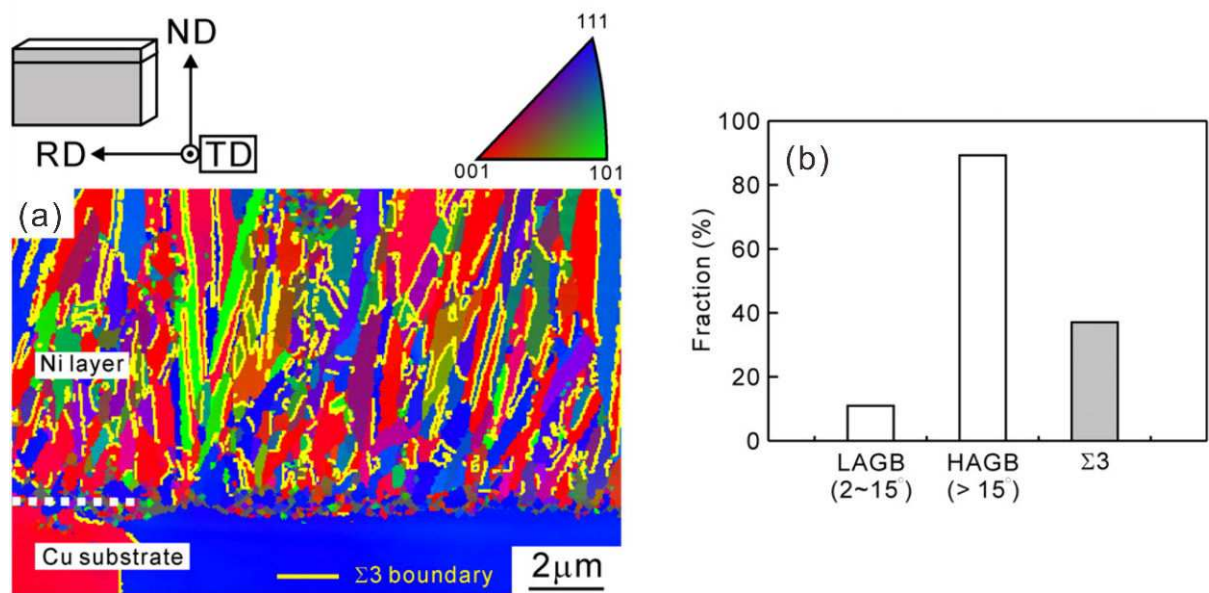 ND
RD
TD
111
001
101
(a)
Ni layer
Cu substrate
Σ3 boundary
2μm
(b)
Fraction (%)
100
80
60
40
20
0
LAGB
(2~15°)
HAGB
(> 15°)
Σ3